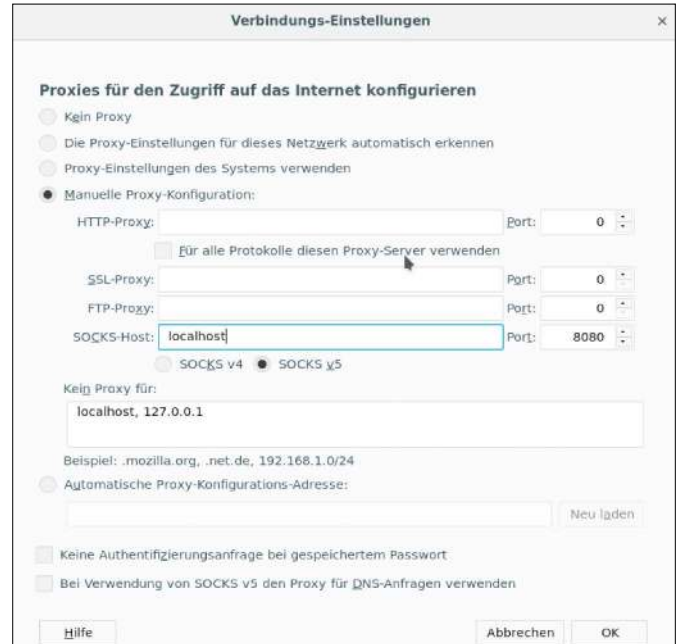 Verbindungs-Einstellungen ×
Proxies für den Zugriff auf das Internet konfigurieren
Kein Proxy
Die Proxy-Einstellungen für dieses Netzwerk automatisch erkennen
Proxy-Einstellungen des Systems verwenden
Manuelle Proxy-Konfiguration:
HTTP-Proxy: Port: 0
Für alle Protokolle diesen Proxy-Server verwenden
SSL-Proxy: Port: 0
FTP-Proxy: Port: 0
SOCKS-Host: localhost Port: 8080
SOCKS v4 SOCKS v5
Kein Proxy für:
localhost, 127.0.0.1
Beispiel: .mozilla.org, .net.de, 192.168.1.0/24
Automatische Proxy-Konfigurations-Adresse:
Neu laden
Keine Authentifizierungsanfrage bei gespeichertem Passwort
Bei Verwendung von SOCKS v5 den Proxy für DNS-Anfragen verwenden
Hilfe Abbrechen OK